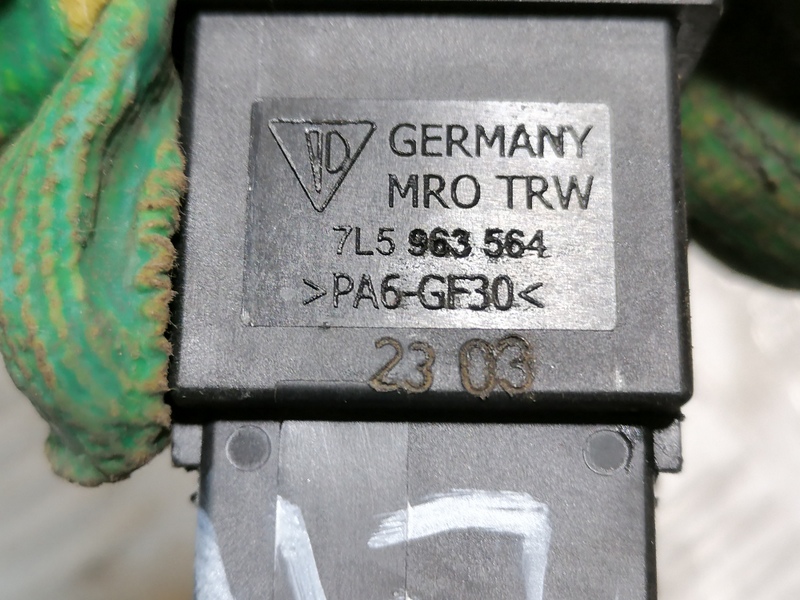 GERMANY
MRO TRW
7L5 963 564
>PA6-GF30<
23 03